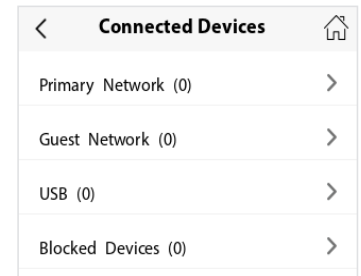 Connected Devices
Primary Network (0)
Guest Network (0)
USB (0)
Blocked Devices (0)